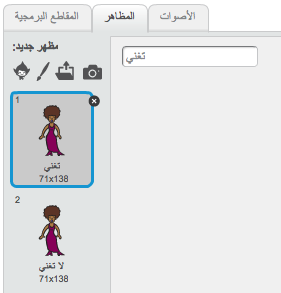 المقاطع البرمجية
المظاهر
الأصوات
مظهر جديد:
تغني
1
تغني
71x138
2
لا تغني
71x138